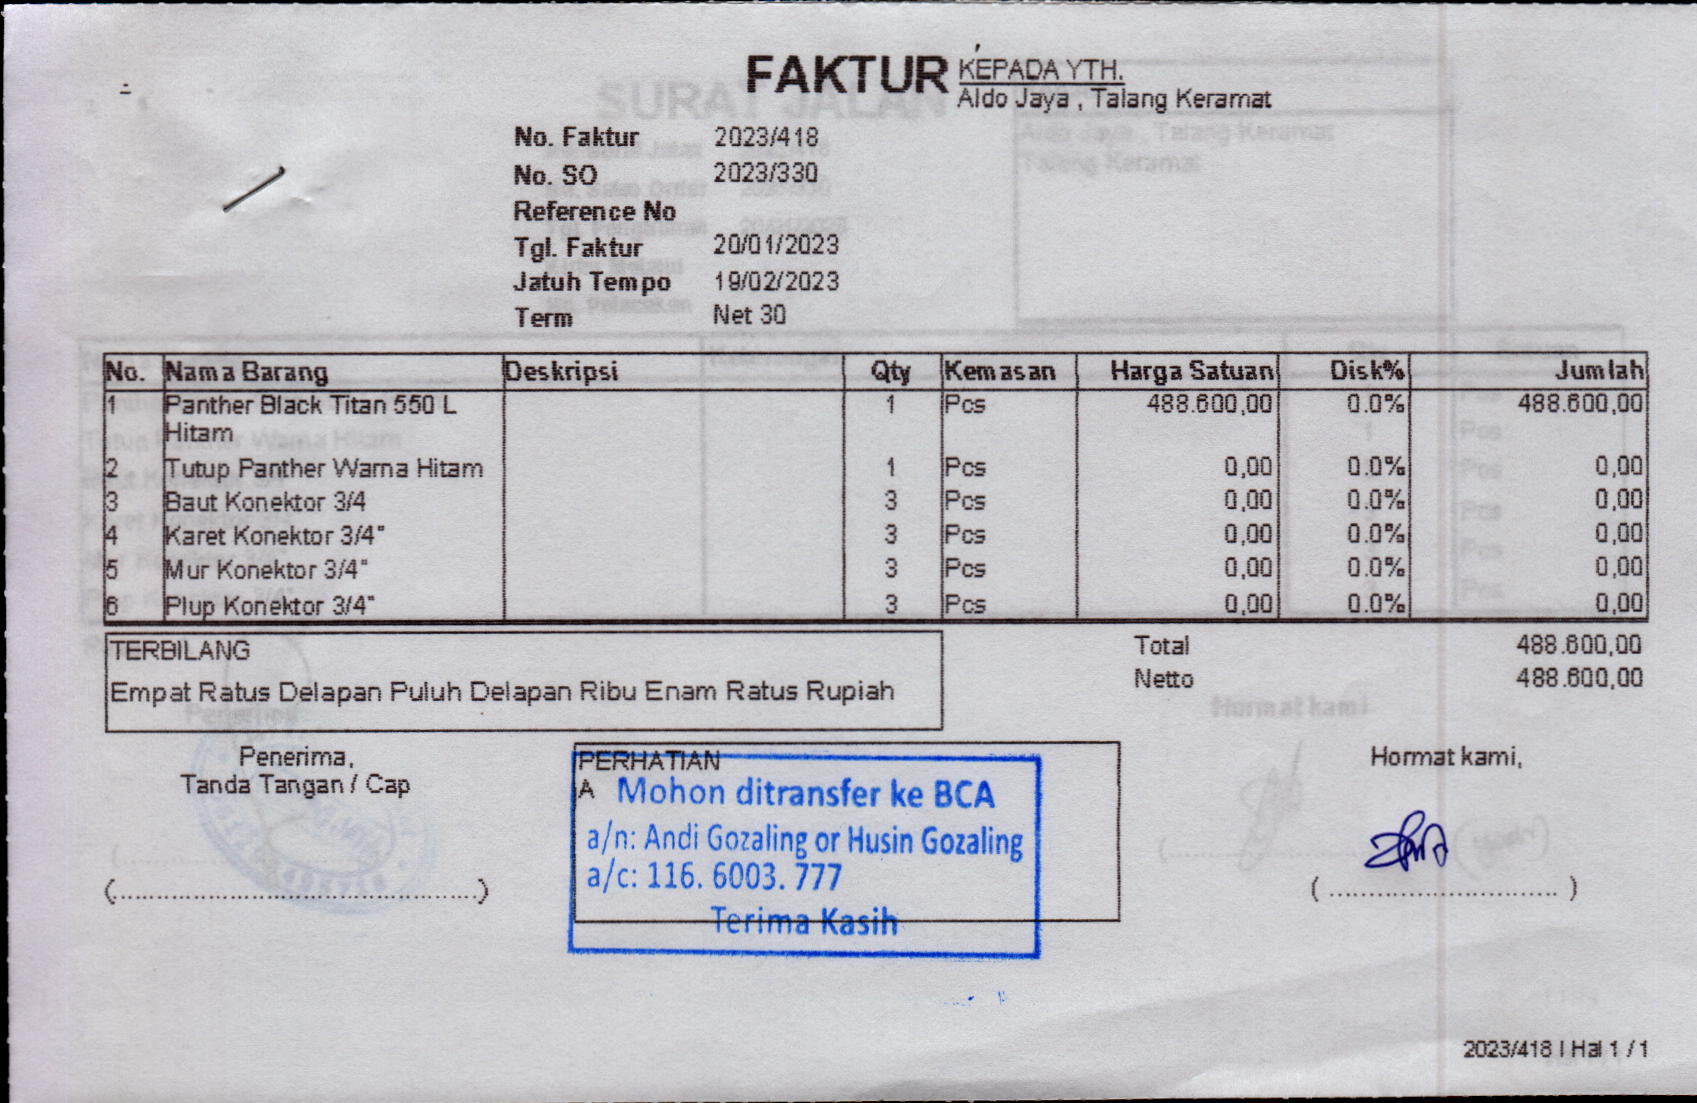 FAKTUR
KEPADA YTH.
Aldo Jaya , Talang Keramat
No. Faktur 2023/418
No. SO 2023/330
Reference No
Tgl. Faktur 20/01/2023
Jatuh Tempo 19/02/2023
Term Net 30
No. Nama Barang Deskripsi Qty Kemasan Harga Satuan Disk% Jumlah
1 Panther Black Titan 550 L 1 Pcs 488.600,00 0.0% 488.600,00
Hitam
2 Tutup Panther Warna Hitam 1 Pcs 0,00 0.0% 0,00
3 Baut Konektor 3/4 3 Pcs 0,00 0.0% 0,00
4 Karet Konektor 3/4" 3 Pcs 0,00 0.0% 0,00
5 Mur Konektor 3/4" 3 Pcs 0,00 0.0% 0,00
6 Plup Konektor 3/4" 3 Pcs 0,00 0.0% 0,00
TERBILANG
Empat Ratus Delapan Puluh Delapan Ribu Enam Ratus Rupiah
Total 488.600,00
Netto 488.600,00
Penerima,
Tanda Tangan / Cap
PERHATIAN
A
Mohon ditransfer ke BCA
a/n: Andi Gozaling or Husin Gozaling
a/c: 116. 6003. 777
Terima Kasih
Hormat kami,
(..............................................)
( ............................. )
2023/418 | Hal 1 / 1